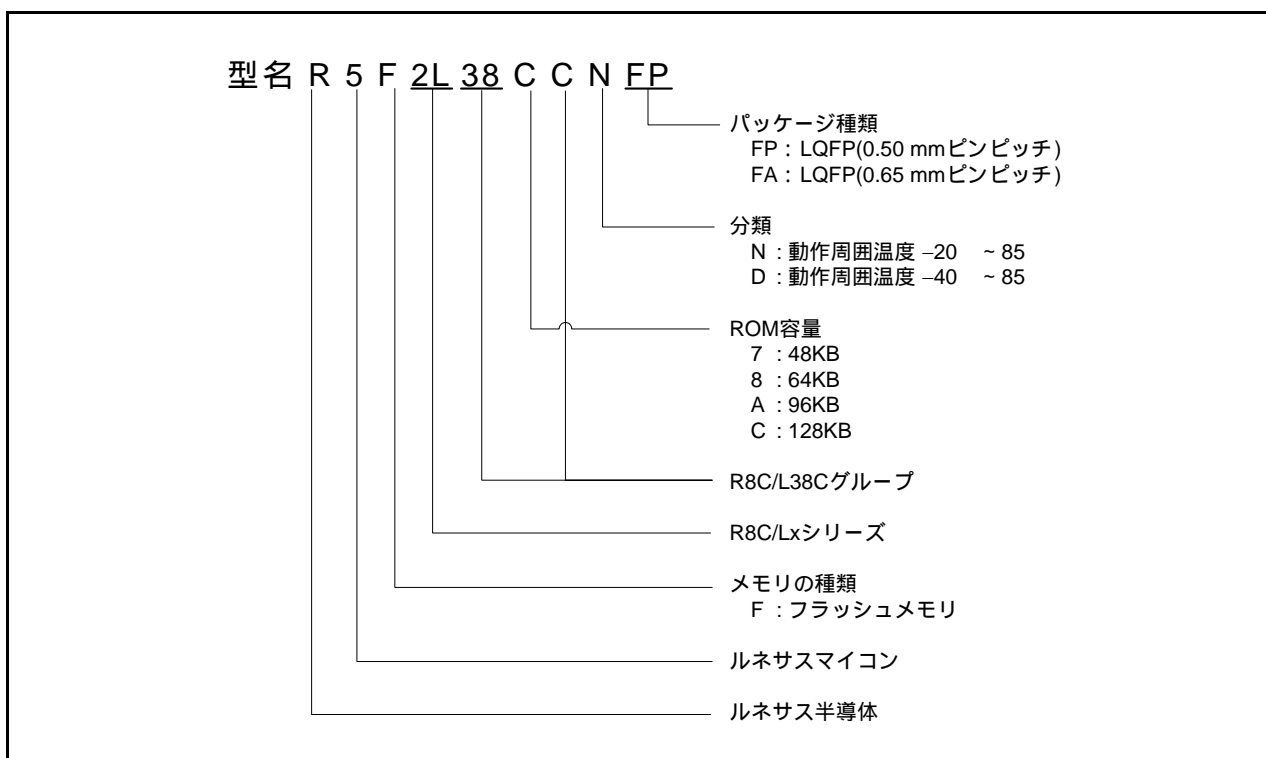 型名 R 5 F 2L 38 C C N FP
パッケージ種類
FP : LQFP(0.50 mmピンピッチ)
FA : LQFP(0.65 mmピンピッチ)
分類
N : 動作周囲温度 –20 ~ 85
D : 動作周囲温度 –40 ~ 85
ROM容量
7 : 48KB
8 : 64KB
A : 96KB
C : 128KB
R8C/L38Cグループ
R8C/Lxシリーズ
メモリの種類
F : フラッシュメモリ
ルネサスマイコン
ルネサス半導体